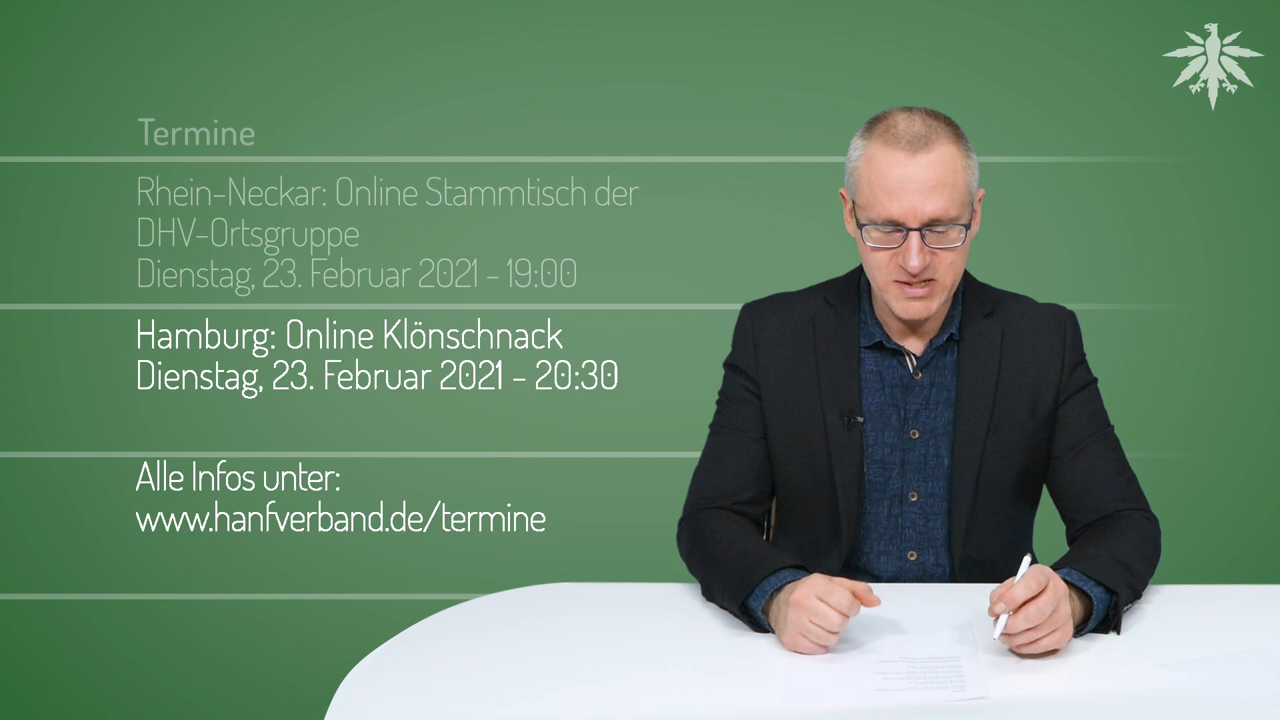 Termine
Rhein-Neckar: Online Stammtisch der
DHV-Ortsgruppe
Dienstag, 23. Februar 2021 - 19:00
Hamburg: Online Klönschnack
Dienstag, 23. Februar 2021 - 20:30
Alle Infos unter:
www.hanfverband.de/termine